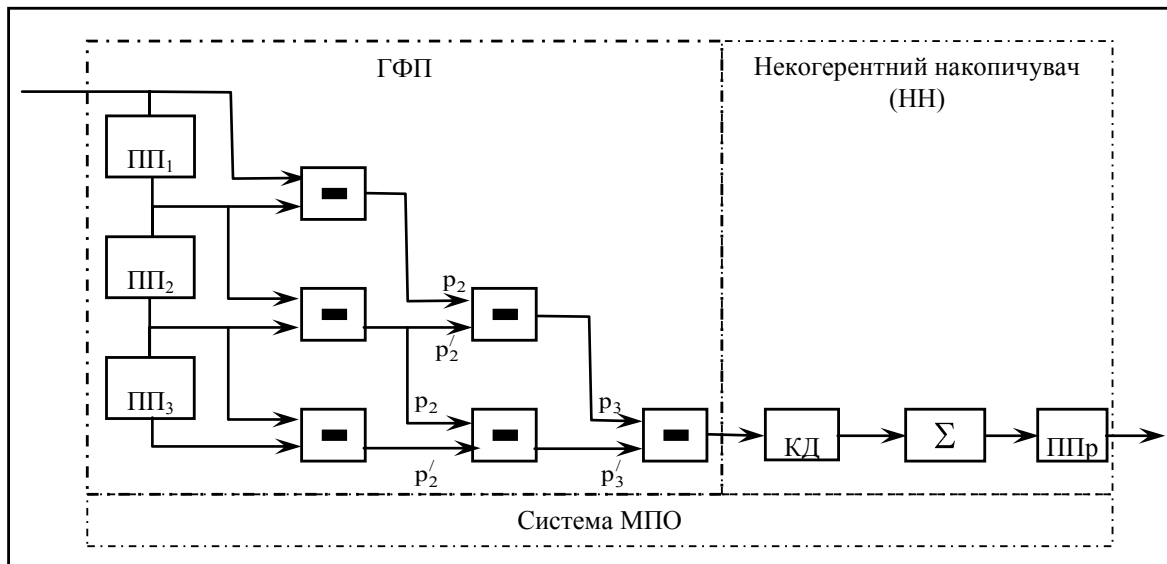 ГФП
Некогерентний накопичувач
(НН)
ПП₁
ПП₂
p₂
p₂′
ПП₃
p₂
p₃
КД
Σ
ППр
p₂′
p₃′
Система МПО